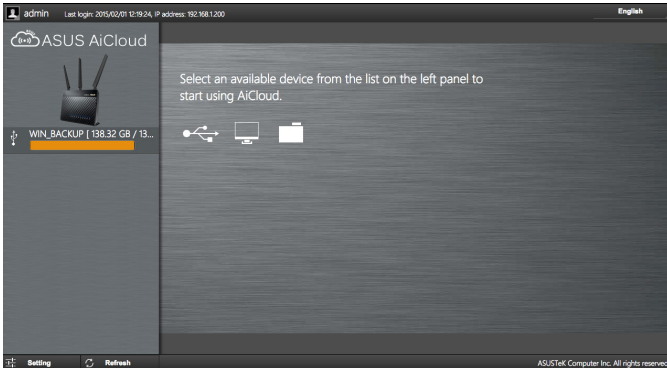 admin Last login: 2015/02/01 12:19:24, IP address: 192.168.1.200 English
ASUS AiCloud
Select an available device from the list on the left panel to
start using AiCloud.
WIN_BACKUP [ 138.32 GB / 13...
Setting Refresh ASUSTeK Computer Inc. All rights reserved